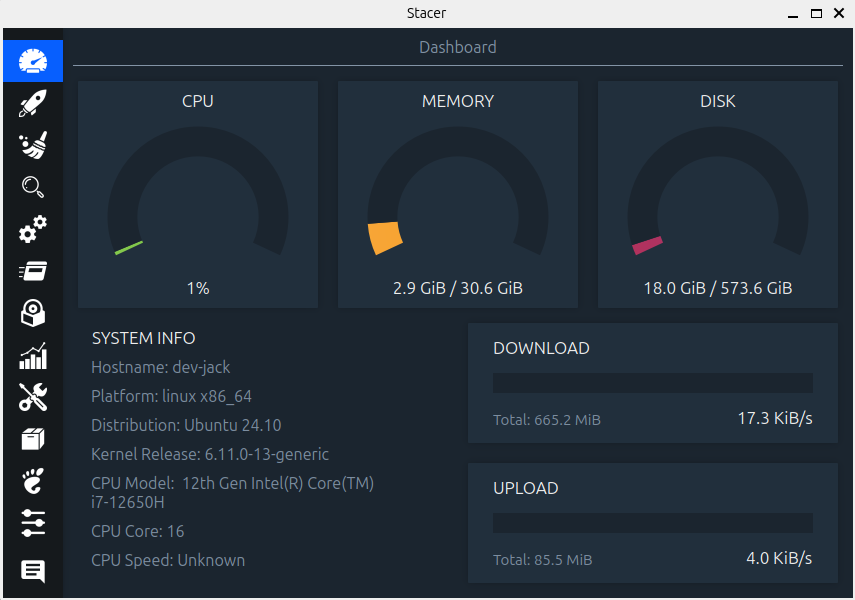 Stacer
Dashboard
CPU
MEMORY
DISK
1%
2.9 GiB / 30.6 GiB
18.0 GiB / 573.6 GiB
SYSTEM INFO
Hostname: dev-jack
Platform: linux x86_64
Distribution: Ubuntu 24.10
Kernel Release: 6.11.0-13-generic
CPU Model:  12th Gen Intel(R) Core(TM)
i7-12650H
CPU Core: 16
CPU Speed: Unknown
DOWNLOAD
Total: 665.2 MiB
17.3 KiB/s
UPLOAD
Total: 85.5 MiB
4.0 KiB/s